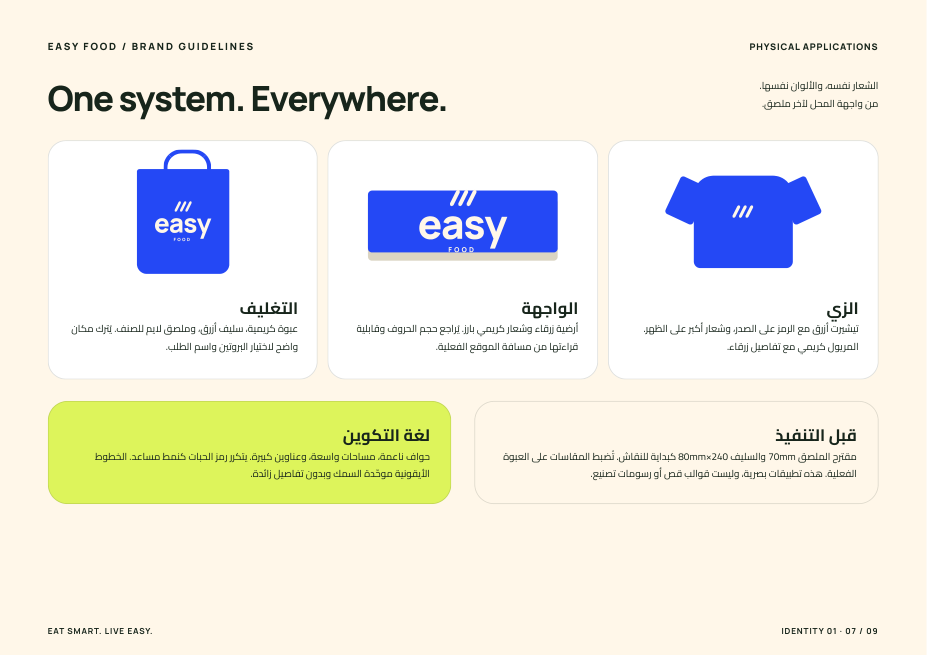 EASY FOOD / BRAND GUIDELINES
PHYSICAL APPLICATIONS
One system. Everywhere.
الشعار نفسه، والألوان نفسها.
من واجهة المحل لآخر ملصق.
easy
FOOD
easy
FOOD
الزي
تيشيرت أزرق مع الرمز على الصدر، وشعار أكبر على الظهر.
المريول كريمي مع تفاصيل زرقاء.
الواجهة
أرضية زرقاء وشعار كريمي بارز. يُراجع حجم الحروف وقابلية
قراءتها من مسافة الموقع الفعلية.
التغليف
عبوة كريمية، سليف أزرق، وملصق لايم للصنف. يُترك مكان
واضح لاختيار البروتين واسم الطلب.
قبل التنفيذ
مقترح الملصق 70mm والسليف 240×80mm كبداية للنقاش. تُضبط المقاسات على العبوة
الفعلية. هذه تطبيقات بصرية، وليست قوالب قص أو رسومات تصنيع.
لغة التكوين
حواف ناعمة، مساحات واسعة، وعناوين كبيرة. يتكرر رمز الحبات كنمط مساعد. الخطوط
الأيقونية موحّدة السمك وبدون تفاصيل زائدة.
EAT SMART. LIVE EASY.
IDENTITY 01 · 07 / 09